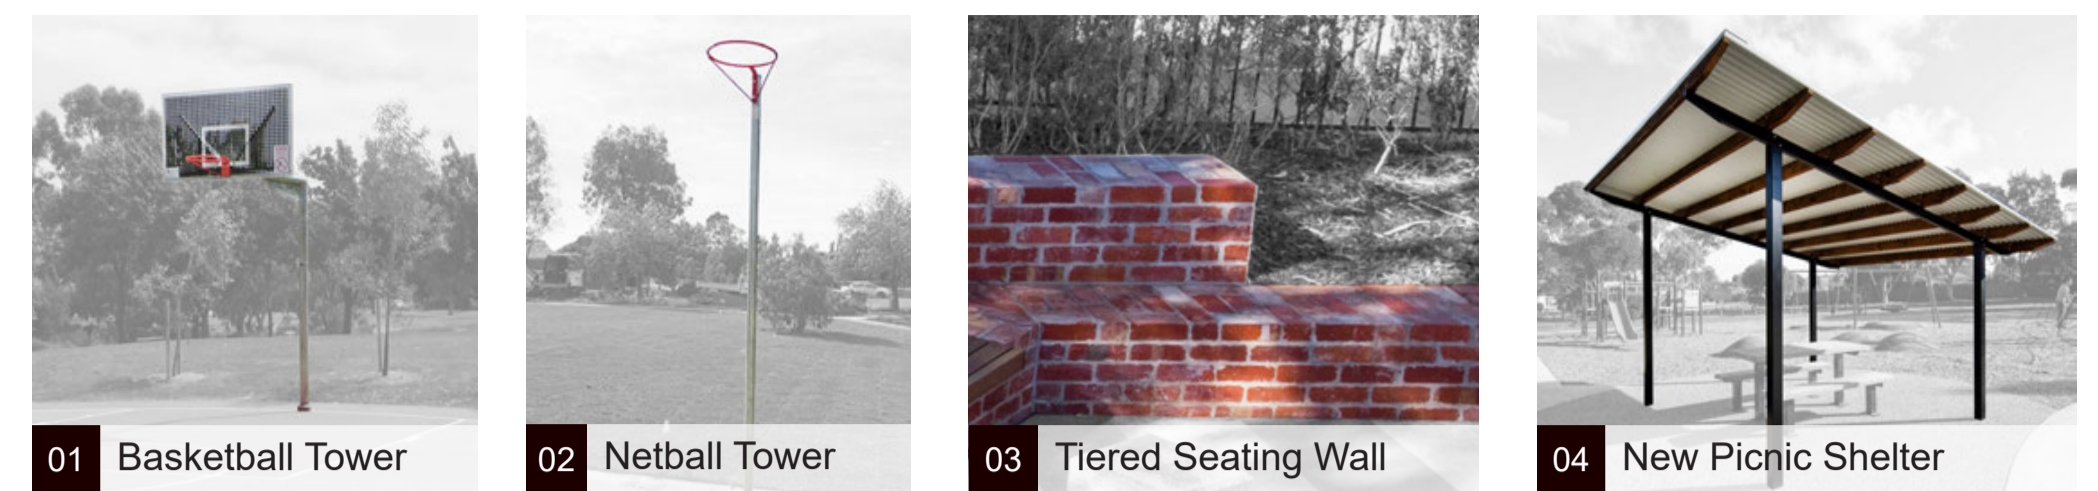 01 Basketball Tower
02 Netball Tower
03 Tiered Seating Wall
04 New Picnic Shelter